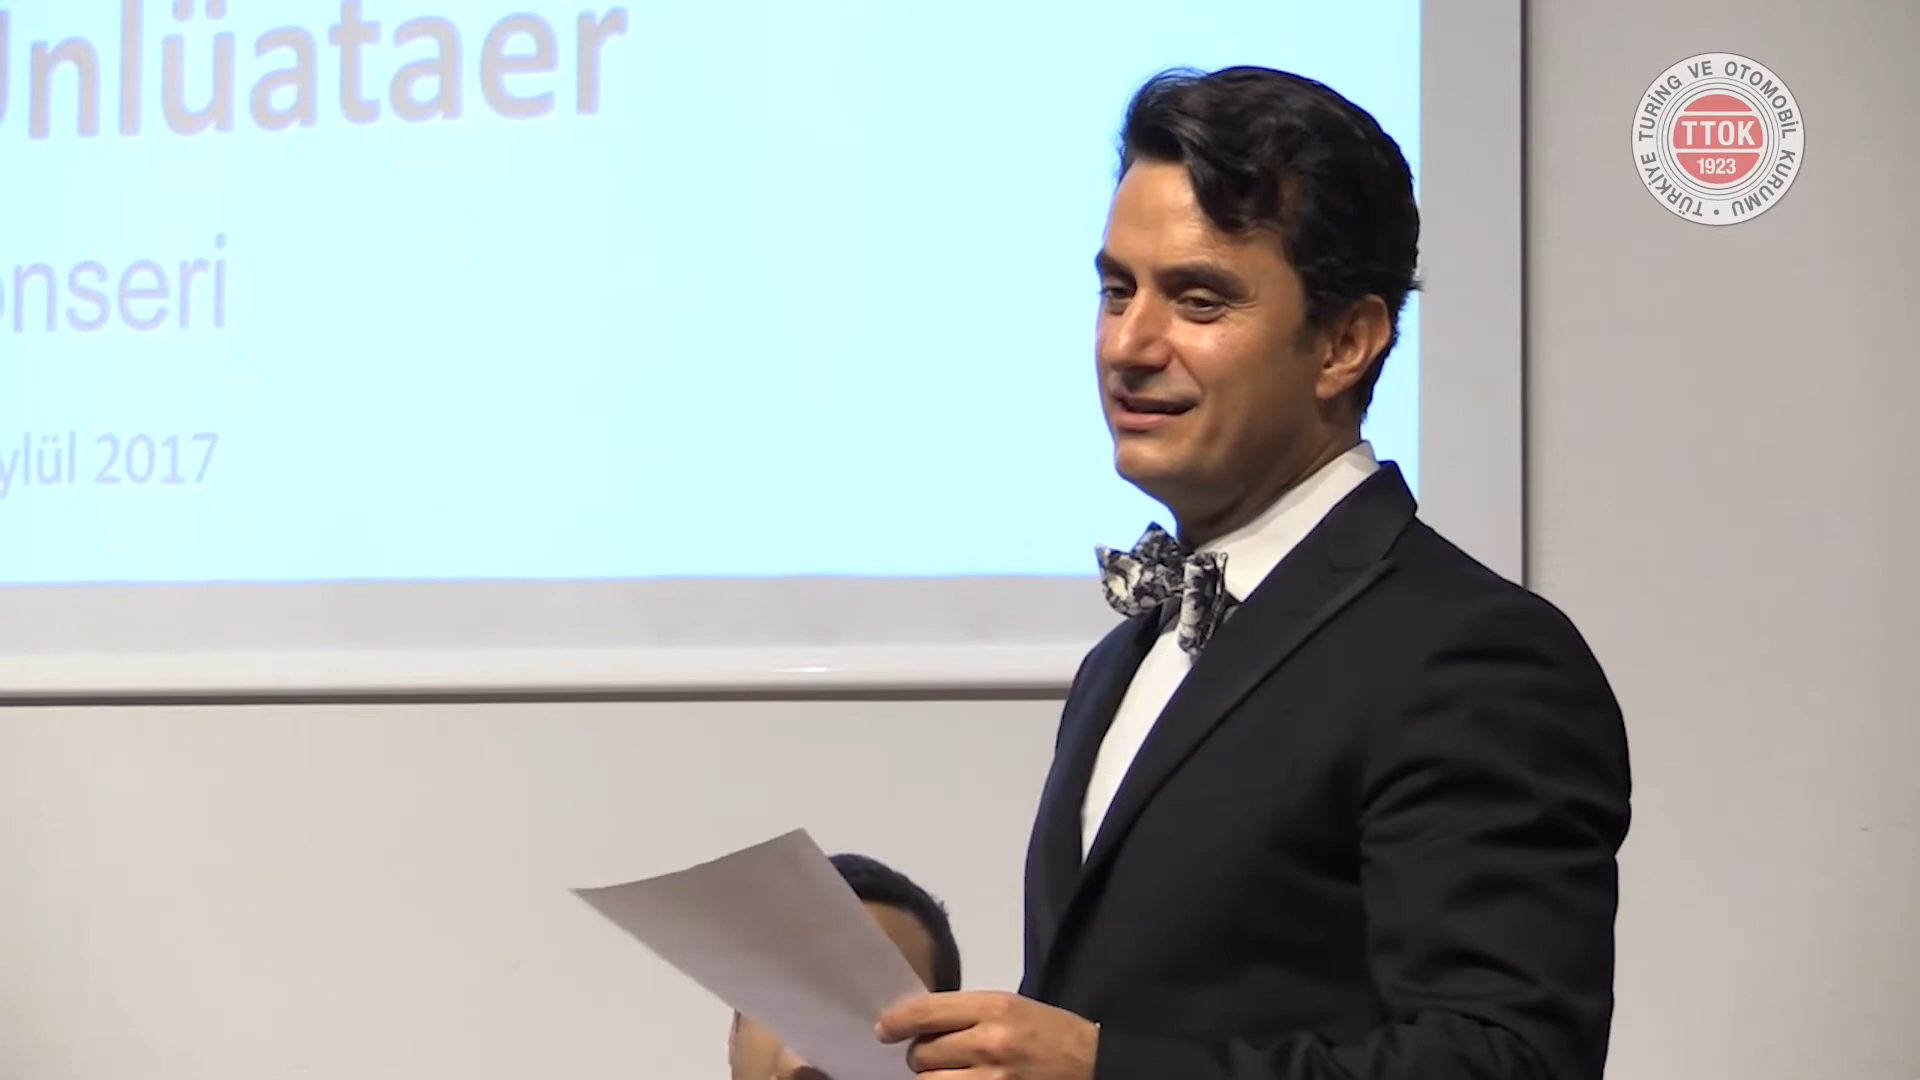 Ünlüataer
onseri
ylül 2017
TÜRKİYE TURİNG VE OTOMOBİL KURUMU •
TTOK
1923